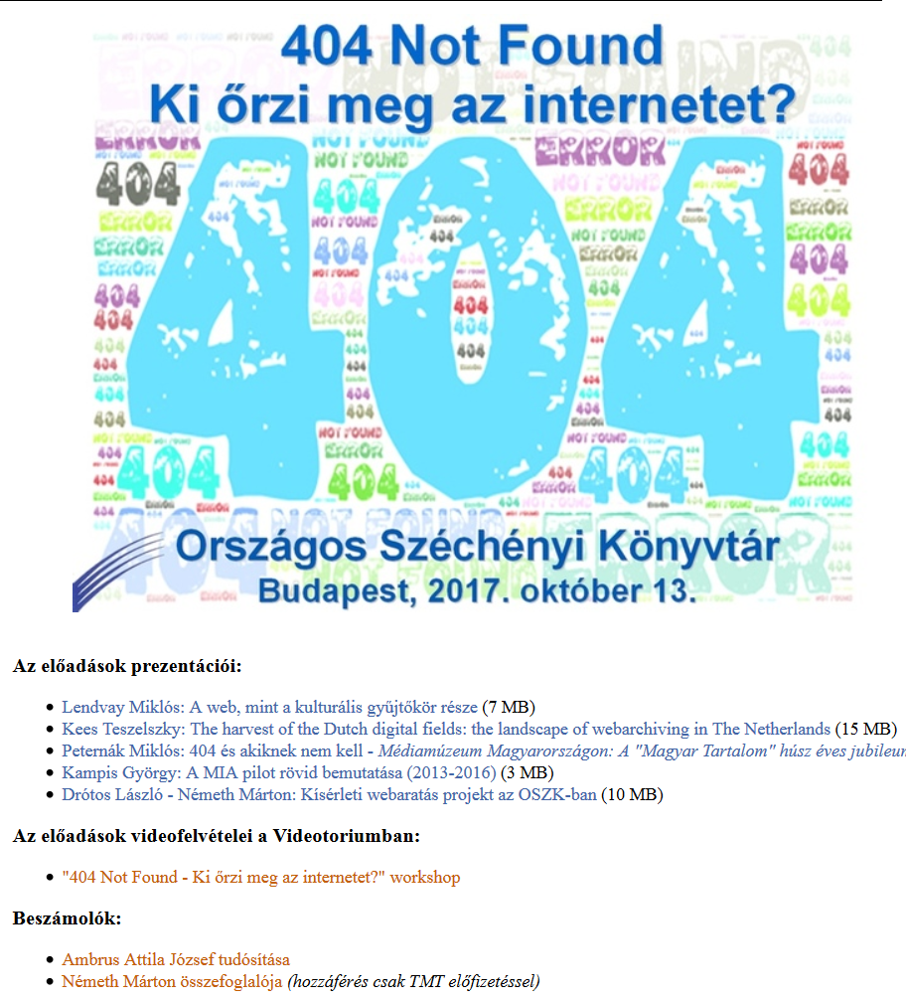 404 Not Found
Ki őrzi meg az internetet?
404
Országos Széchényi Könyvtár
Budapest, 2017. október 13.
Az előadások prezentációi:
Lendvay Miklós: A web, mint a kulturális gyűjtőkör része (7 MB)
Kees Teszelszky: The harvest of the Dutch digital fields: the landscape of webarchiving in The Netherlands (15 MB)
Peternák Miklós: 404 és akiknek nem kell - Médiamúzeum Magyarországon: A "Magyar Tartalom" húsz éves
Kampis György: A MIA pilot rövid bemutatása (2013-2016) (3 MB)
Drótos László - Németh Márton: Kísérleti webaratás projekt az OSZK-ban (10 MB)
Az előadások videofelvételei a Videotoriumban:
"404 Not Found - Ki őrzi meg az internetet?" workshop
Beszámolók:
Ambrus Attila József tudósítása
Németh Márton összefoglalója (hozzáférés csak TMT előfizetéssel)